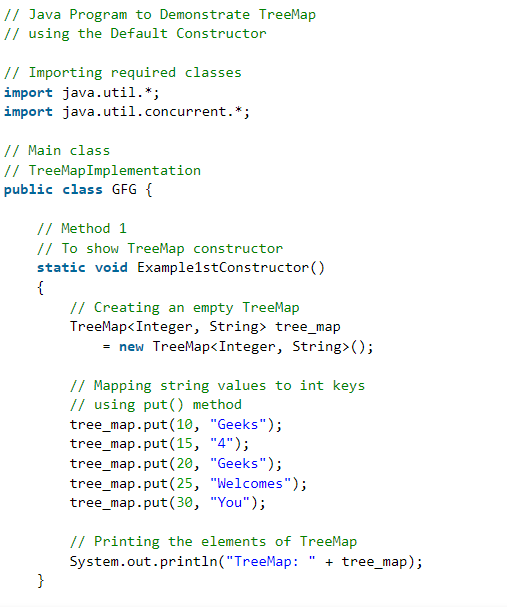 // Java Program to Demonstrate TreeMap
// using the Default Constructor
// Importing required classes
import java.util.*;
import java.util.concurrent.*;
// Main class
// TreeMapImplementation
public class GFG {
// Method 1
// To show TreeMap constructor
static void Example1stConstructor()
{
// Creating an empty TreeMap
TreeMap<Integer, String> tree_map
= new TreeMap<Integer, String>();
// Mapping string values to int keys
// using put() method
tree_map.put(10, "Geeks");
tree_map.put(15, "4");
tree_map.put(20, "Geeks");
tree_map.put(25, "Welcomes");
tree_map.put(30, "You");
// Printing the elements of TreeMap
System.out.println("TreeMap: " + tree_map);
}